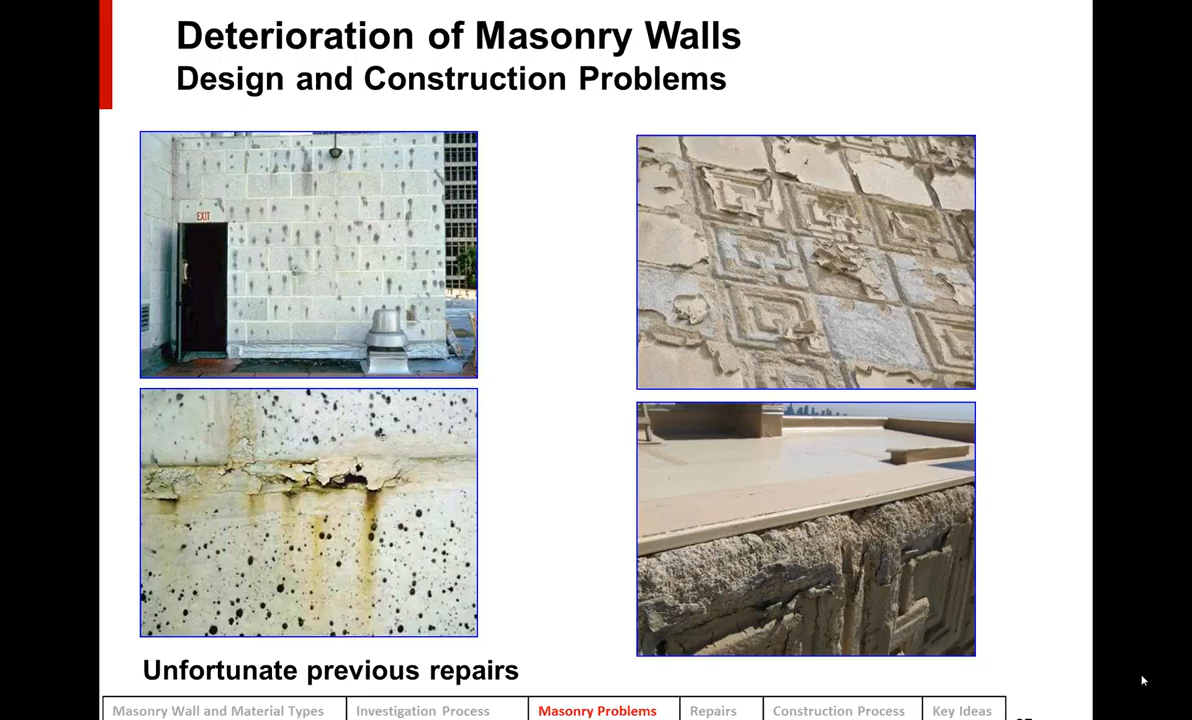 Deterioration of Masonry Walls
Design and Construction Problems
EXIT
Unfortunate previous repairs
Masonry Wall and Material Types
Investigation Process
Masonry Problems
Repairs
Construction Process
Key Ideas